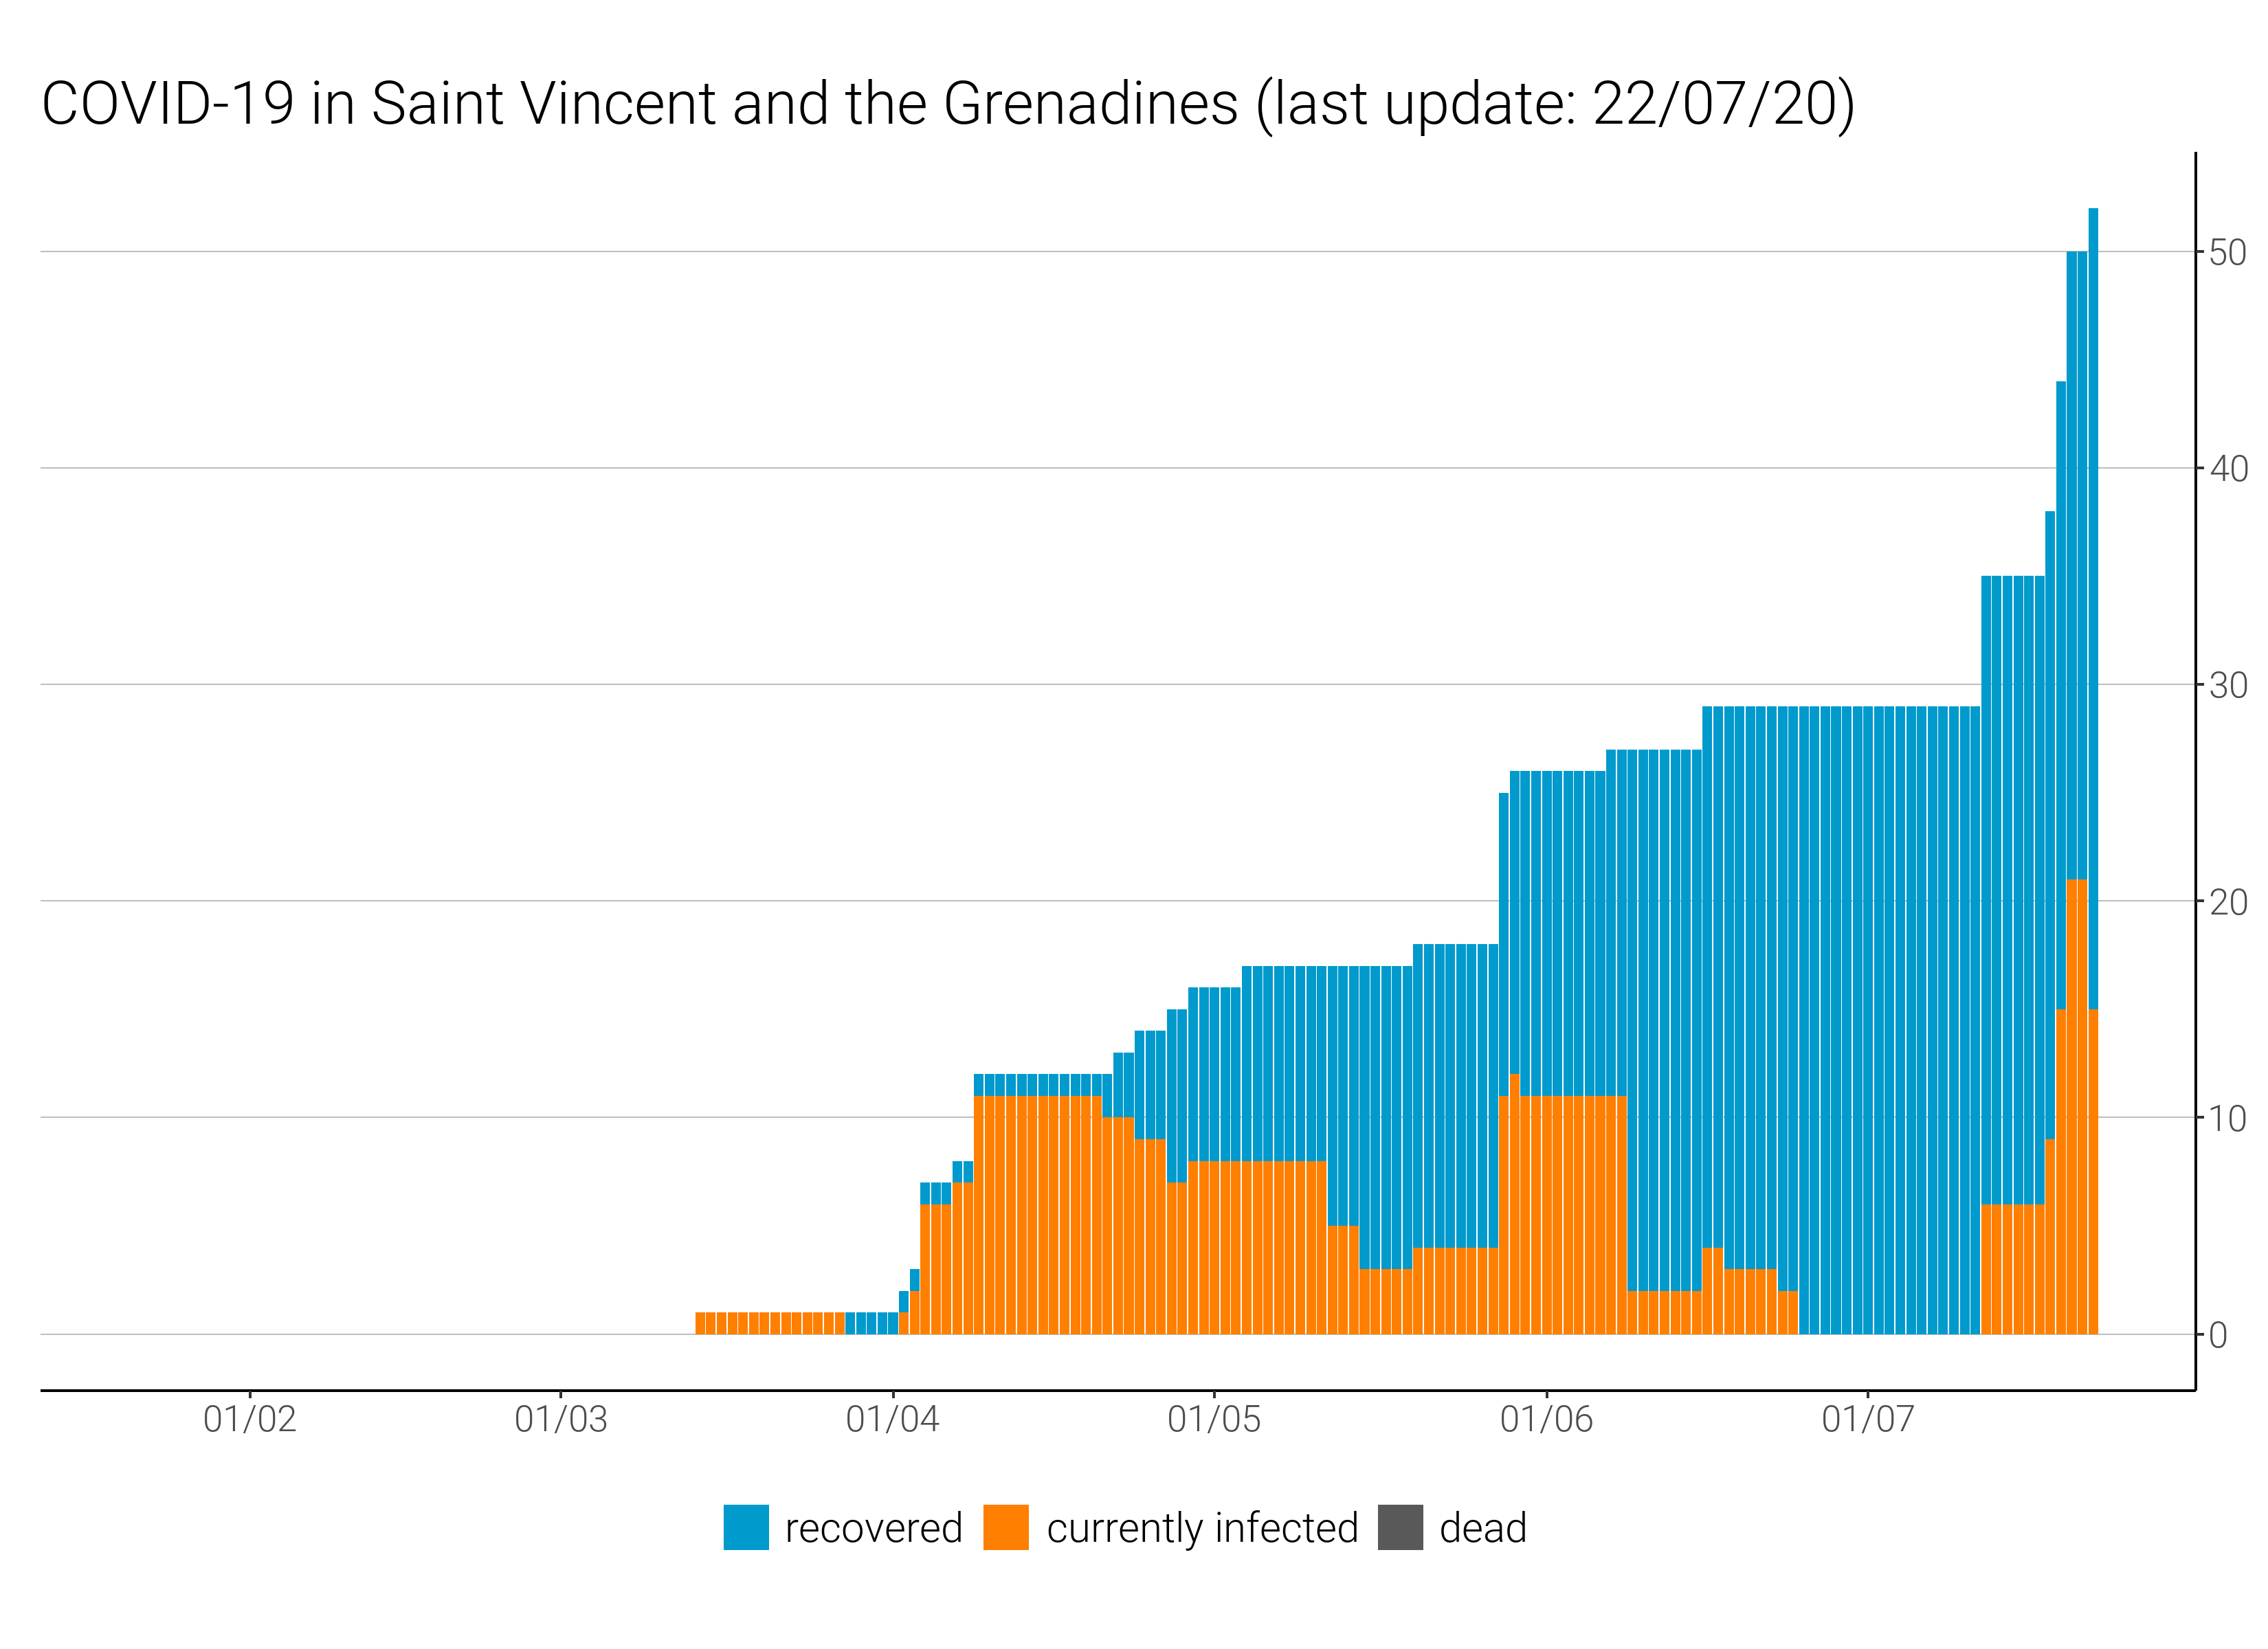 COVID-19 in Saint Vincent and the Grenadines (last update: 22/07/20)
50
40
30
20
10
0
01/02 01/03 01/04 01/05 01/06 01/07
recovered currently infected dead